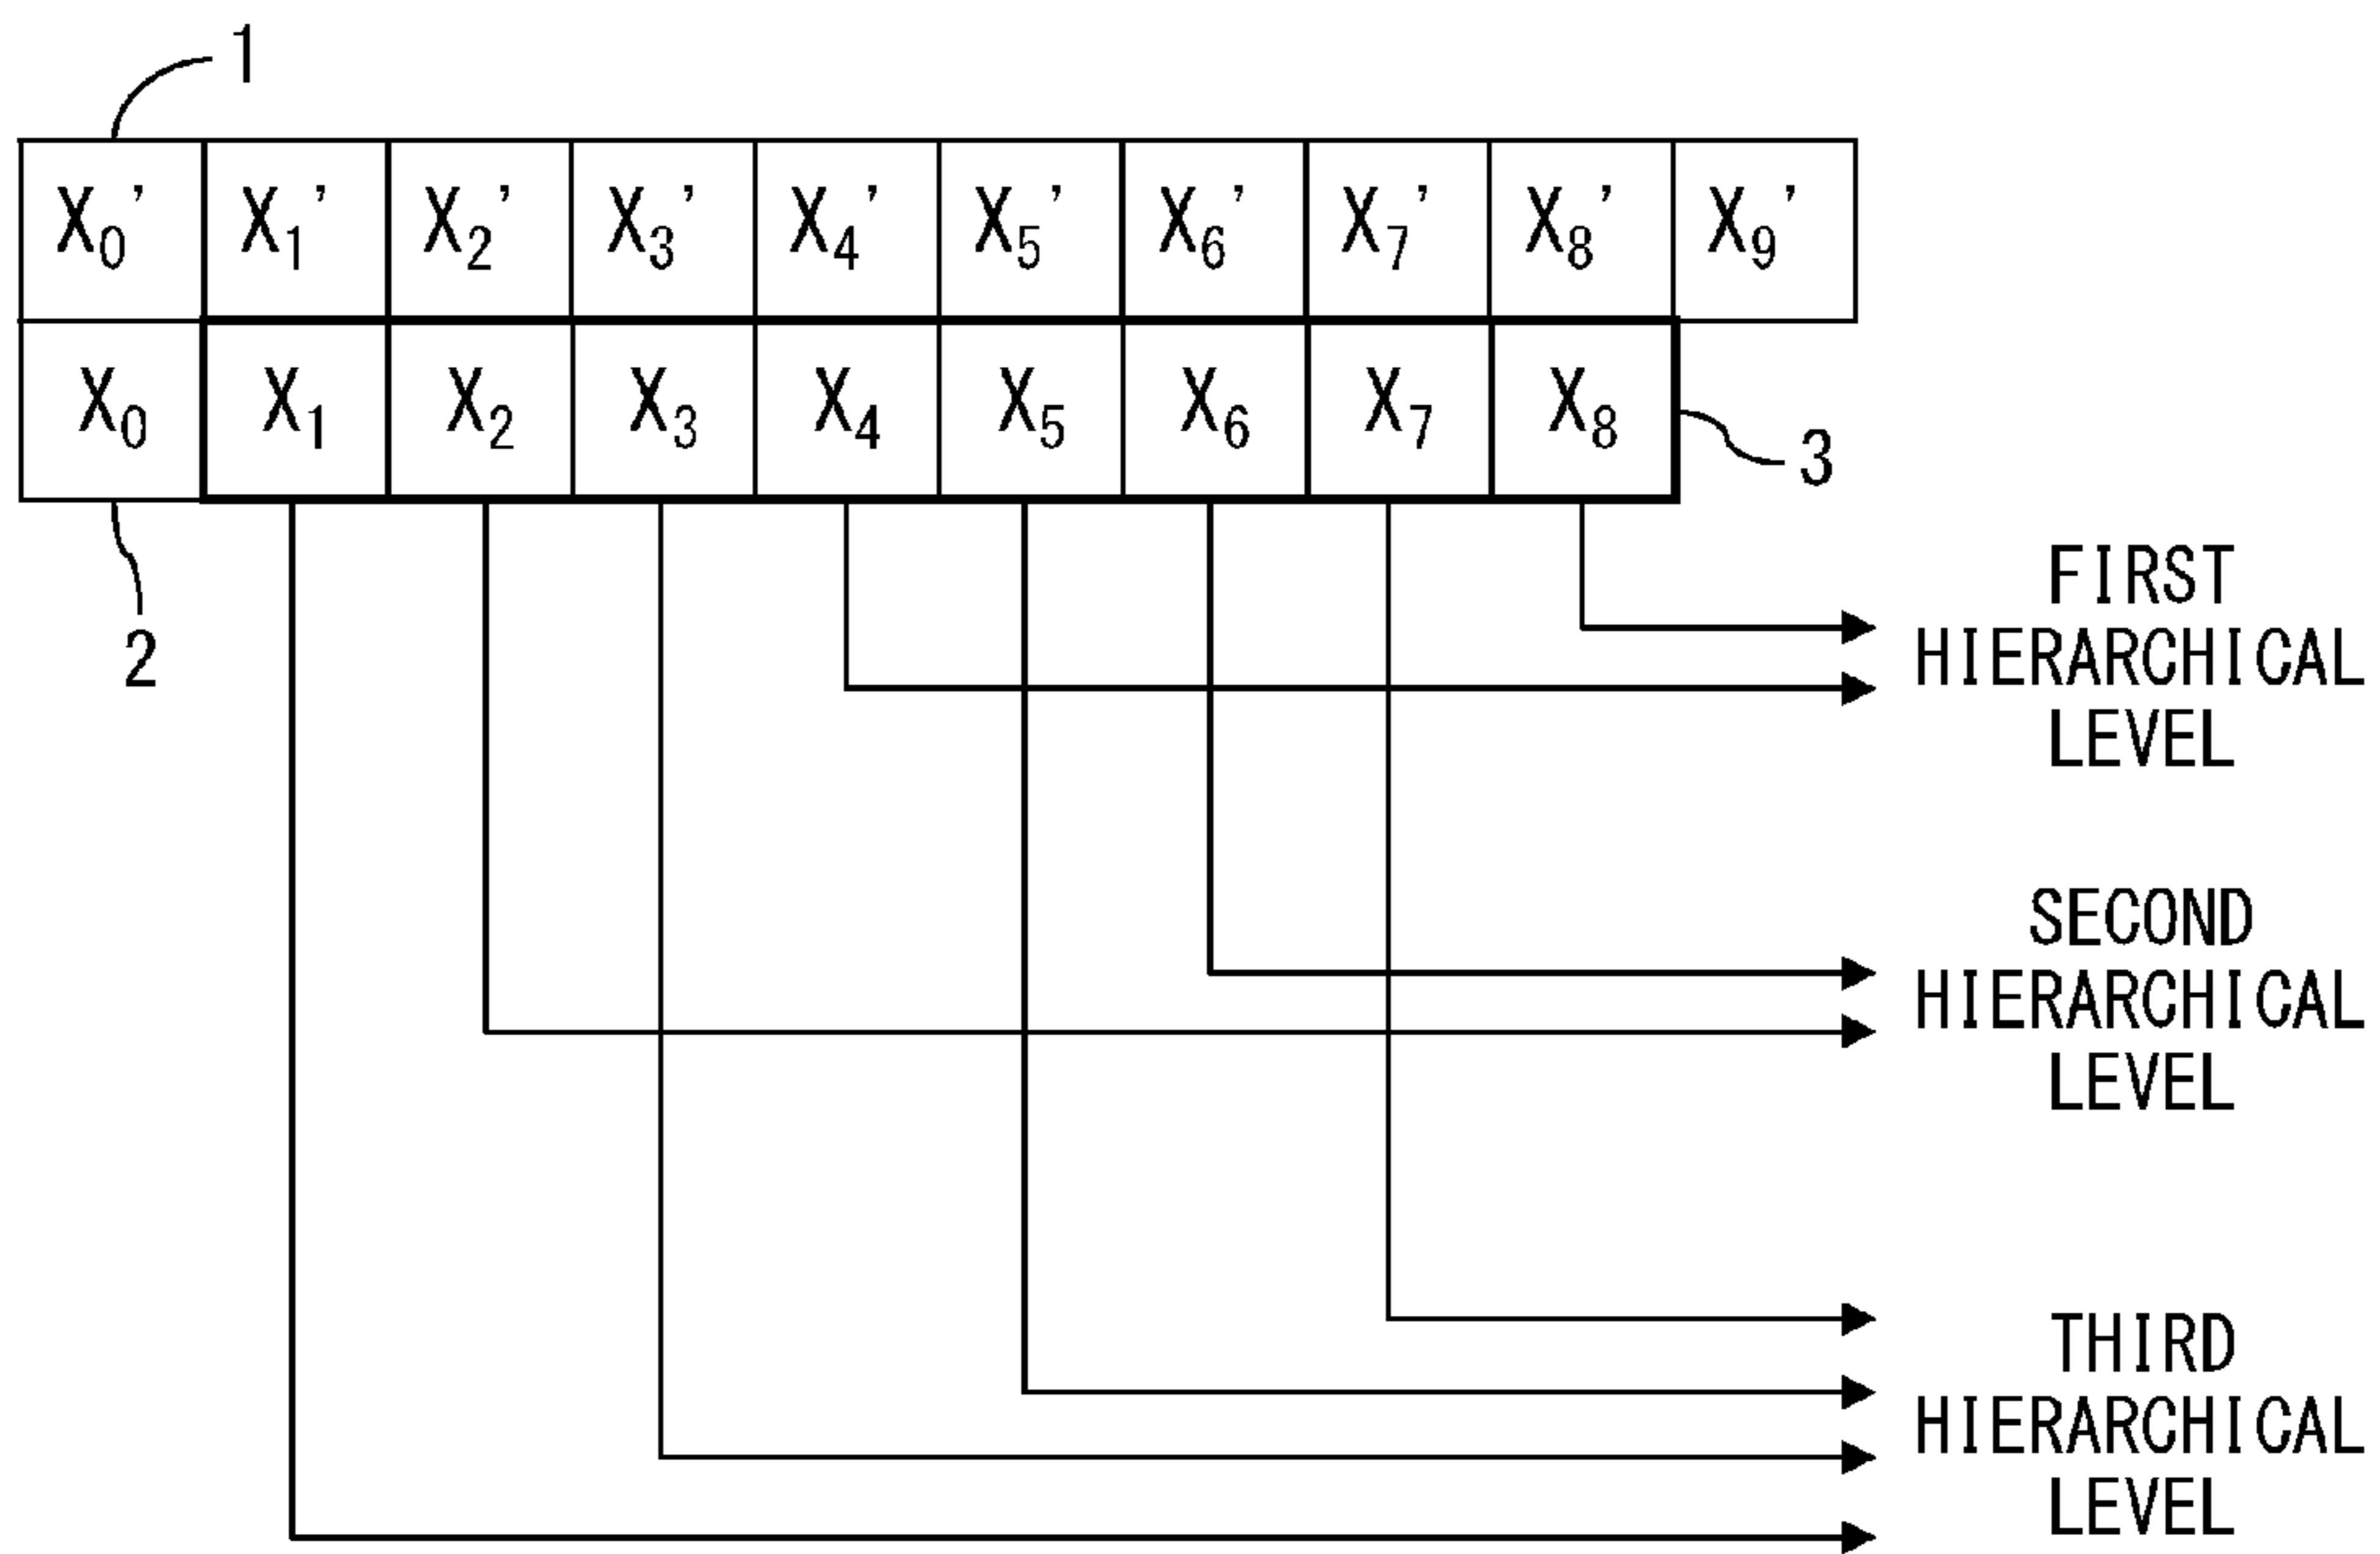 1
X₀' X₁' X₂' X₃' X₄' X₅' X₆' X₇' X₈' X₉'
X₀ X₁ X₂ X₃ X₄ X₅ X₆ X₇ X₈
3
2
FIRST
HIERARCHICAL
LEVEL
SECOND
HIERARCHICAL
LEVEL
THIRD
HIERARCHICAL
LEVEL